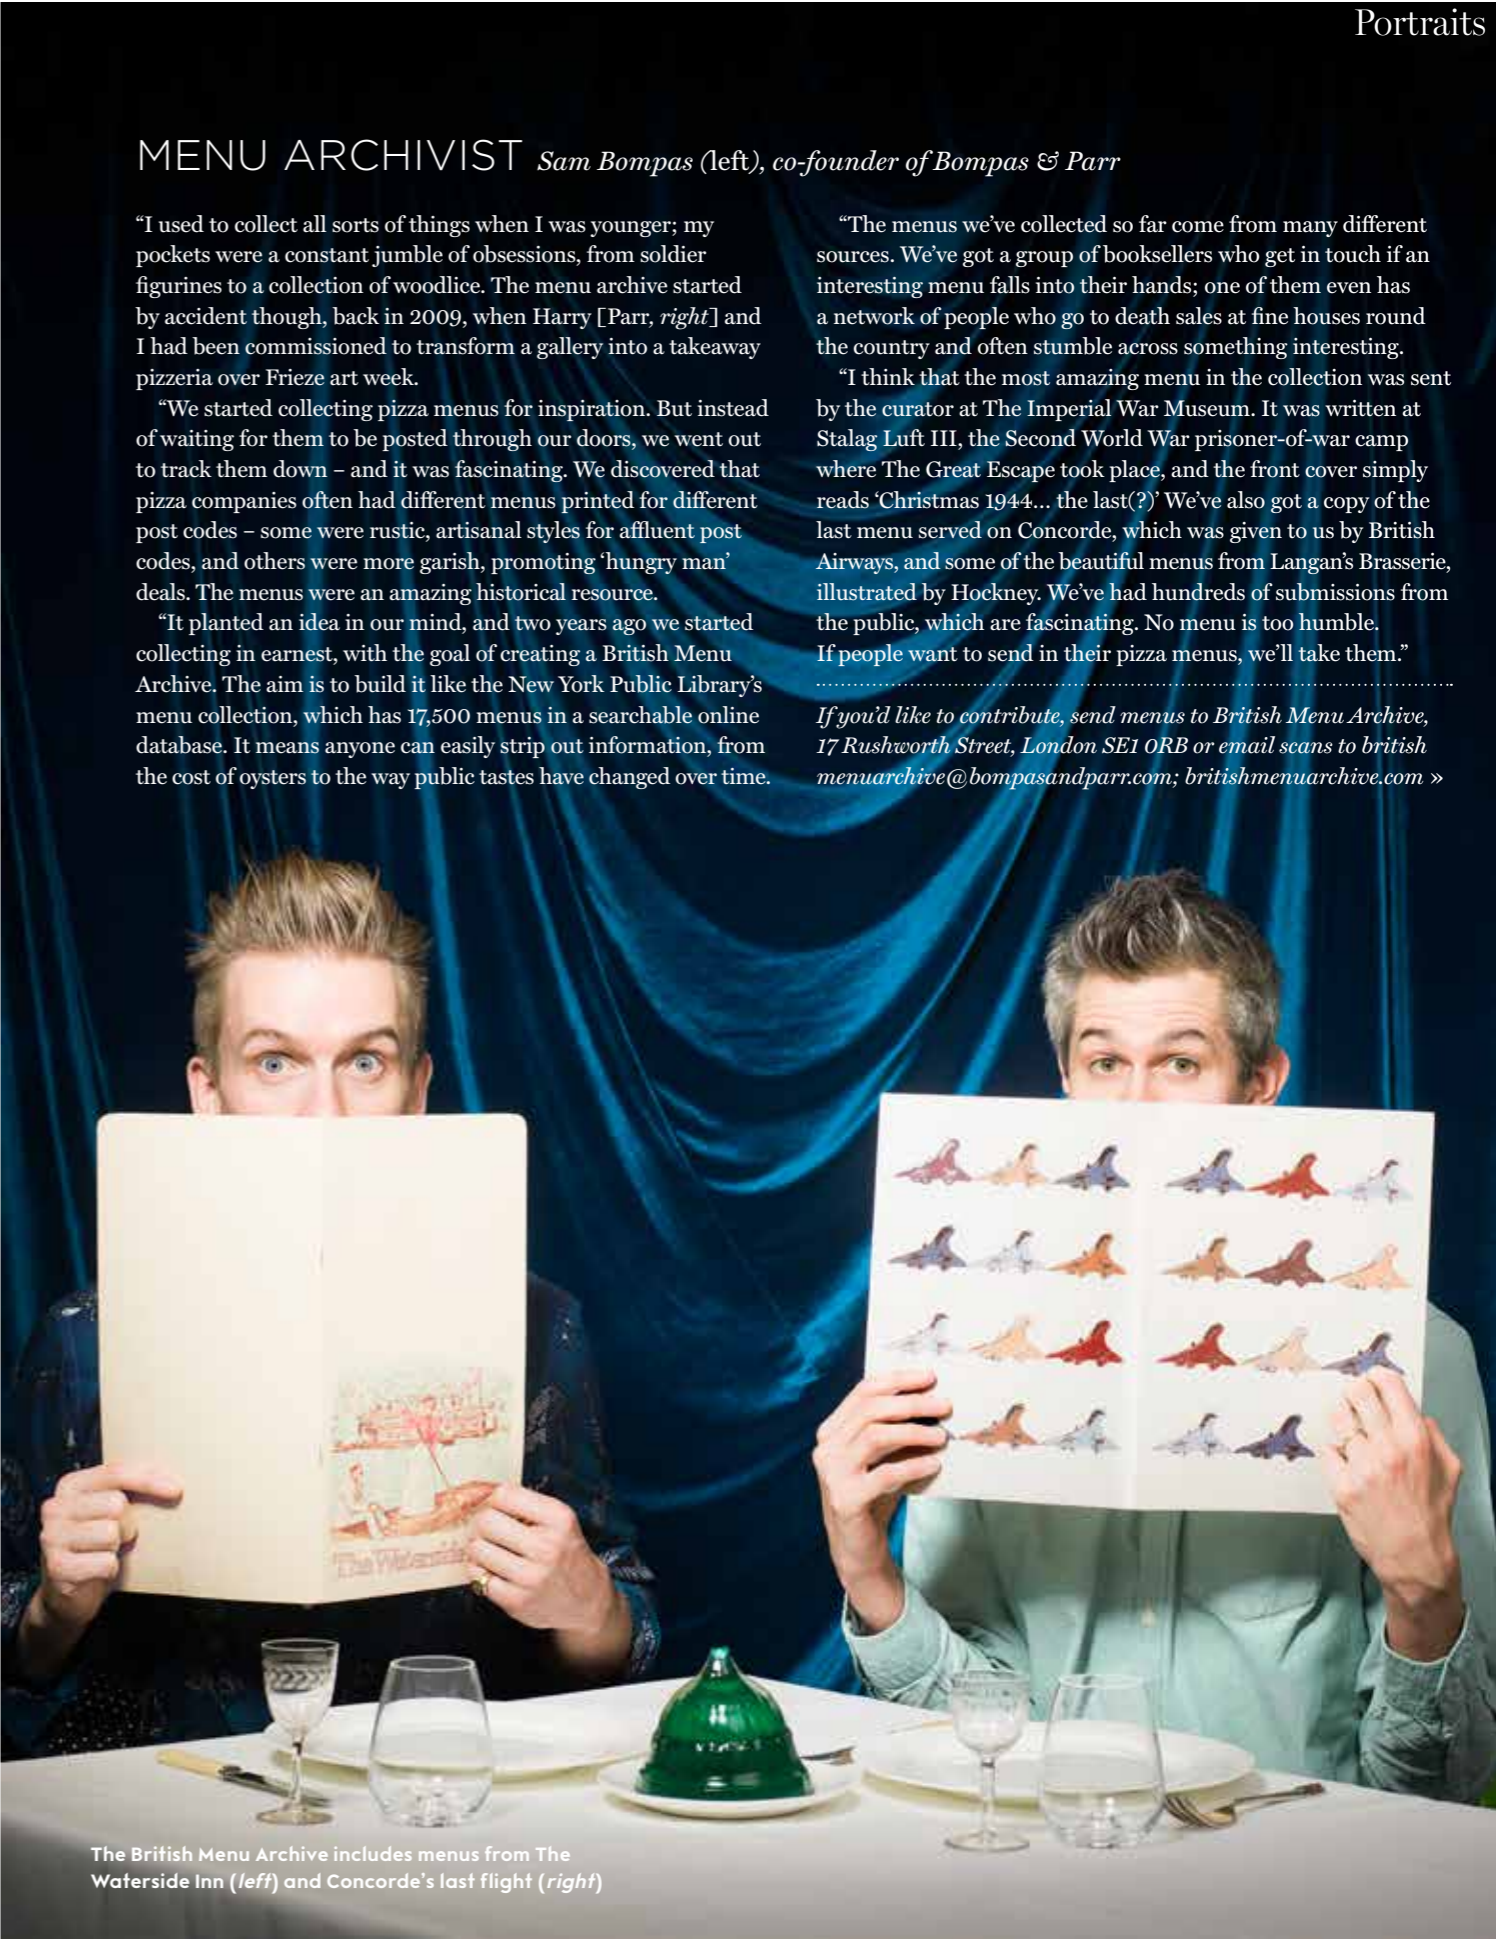 Portraits
MENU ARCHIVIST Sam Bompas (left), co-founder of Bompas & Parr
“I used to collect all sorts of things when I was younger; my
pockets were a constant jumble of obsessions, from soldier
figurines to a collection of woodlice. The menu archive started
by accident though, back in 2009, when Harry [Parr, right] and
I had been commissioned to transform a gallery into a takeaway
pizzeria over Frieze art week.
“We started collecting pizza menus for inspiration. But instead
of waiting for them to be posted through our doors, we went out
to track them down – and it was fascinating. We discovered that
pizza companies often had different menus printed for different
post codes – some were rustic, artisanal styles for affluent post
codes, and others were more garish, promoting ‘hungry man’
deals. The menus were an amazing historical resource.
“It planted an idea in our mind, and two years ago we started
collecting in earnest, with the goal of creating a British Menu
Archive. The aim is to build it like the New York Public Library’s
menu collection, which has 17,500 menus in a searchable online
database. It means anyone can easily strip out information, from
the cost of oysters to the way public tastes have changed over time.
“The menus we’ve collected so far come from many different
sources. We’ve got a group of booksellers who get in touch if an
interesting menu falls into their hands; one of them even has
a network of people who go to death sales at fine houses round
the country and often stumble across something interesting.
“I think that the most amazing menu in the collection was sent
by the curator at The Imperial War Museum. It was written at
Stalag Luft III, the Second World War prisoner-of-war camp
where The Great Escape took place, and the front cover simply
reads ‘Christmas 1944… the last(?)’ We’ve also got a copy of the
last menu served on Concorde, which was given to us by British
Airways, and some of the beautiful menus from Langan’s Brasserie,
illustrated by Hockney. We’ve had hundreds of submissions from
the public, which are fascinating. No menu is too humble.
If people want to send in their pizza menus, we’ll take them.”
If you’d like to contribute, send menus to British Menu Archive,
17 Rushworth Street, London SE1 0RB or email scans to british
menuarchive@bompasandparr.com; britishmenuarchive.com »
The Waterside
The British Menu Archive includes menus from The
Waterside Inn (left) and Concorde’s last flight (right)